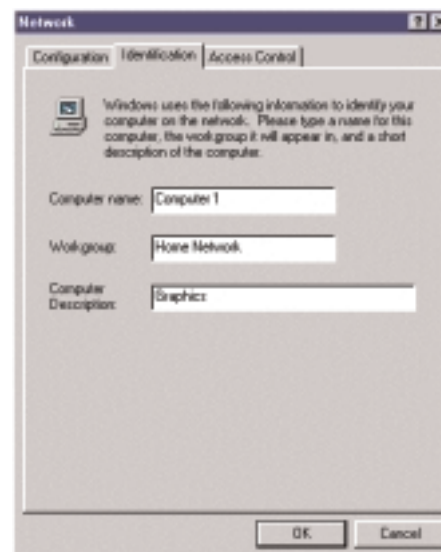 Network
Configuration Identification Access Control
Windows uses the following information to identify your
computer on the network. Please type a name for this
computer, the workgroup it will appear in, and a short
description of the computer.
Computer name: Computer 1
Workgroup: Home Network
Computer
Description: Graphics
OK Cancel